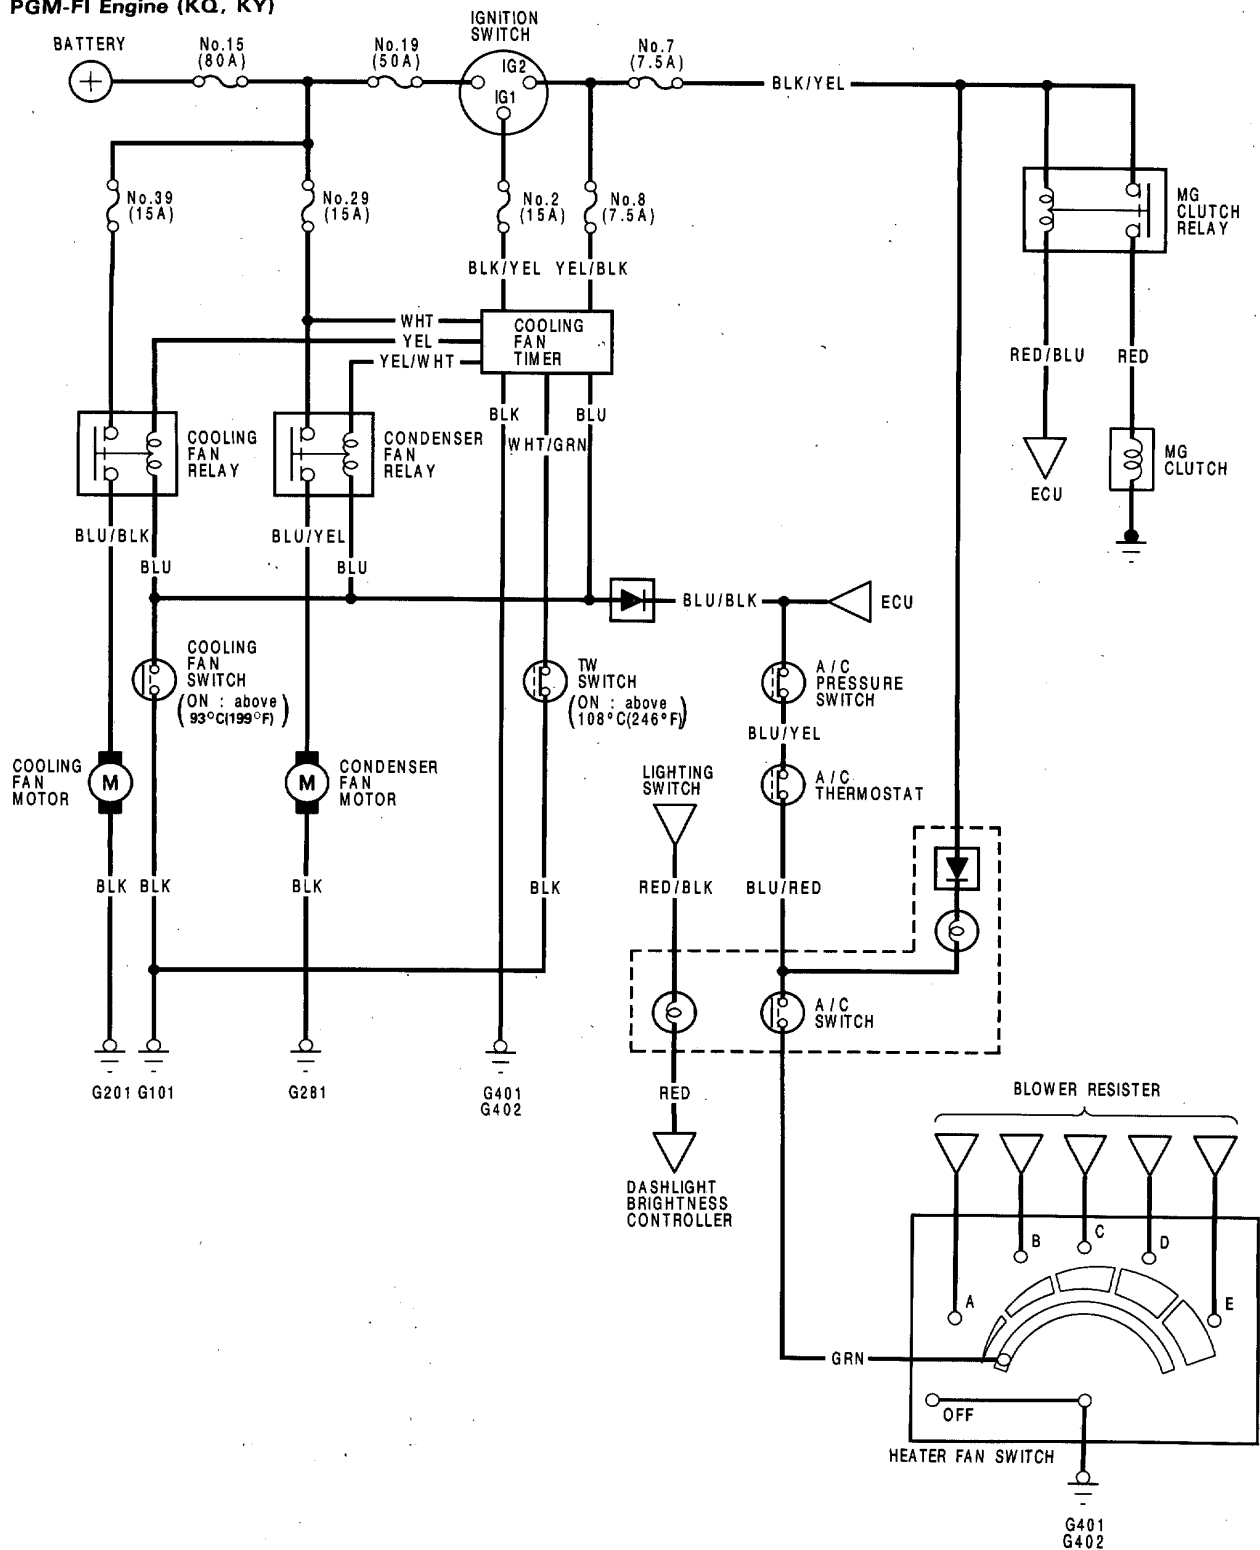 PGM-FI Engine (KQ, KY)
BATTERY
No.15
(80A)
No.19
(50A)
IGNITION
SWITCH
IG2
IG1
No.7
(7.5A)
BLK/YEL
No.39
(15A)
No.29
(15A)
No.2
(15A)
No.8
(7.5A)
MG
CLUTCH
RELAY
BLK/YEL
YEL/BLK
WHT
YEL
YEL/WHT
COOLING
FAN
TIMER
RED/BLU
RED
BLK
WHT/GRN
BLU
COOLING
FAN
RELAY
CONDENSER
FAN
RELAY
MG
CLUTCH
ECU
BLU/BLK
BLU
BLU/YEL
BLU
BLU/BLK
ECU
COOLING
FAN
SWITCH
(ON : above
93°C(199°F))
TW
SWITCH
(ON : above
108°C(246°F))
A/C
PRESSURE
SWITCH
BLU/YEL
COOLING
FAN
MOTOR
M
M
CONDENSER
FAN
MOTOR
LIGHTING
SWITCH
A/C
THERMOSTAT
BLK
BLK
BLK
BLK
RED/BLK
BLU/RED
A/C
SWITCH
G201
G101
G281
G401
G402
RED
BLOWER RESISTER
DASHLIGHT
BRIGHTNESS
CONTROLLER
A
B
C
D
E
GRN
OFF
HEATER FAN SWITCH
G401
G402